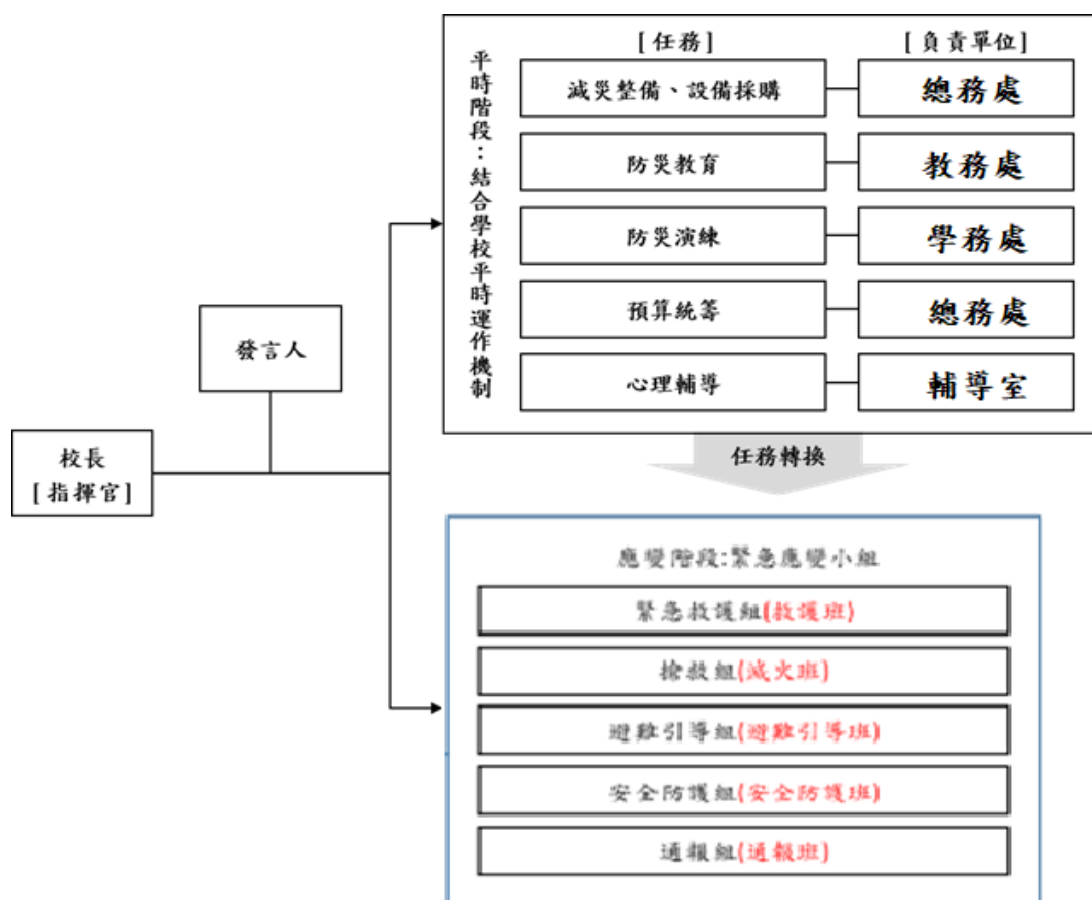 校長
[指揮官]
發言人
平時階段：結合學校平時運作機制
[任務] [負責單位]
減災整備、設備採購 總務處
防災教育 教務處
防災演練 學務處
預算統籌 總務處
心理輔導 輔導室
任務轉換
應變階段:緊急應變小組
緊急救護組(救護班)
搶救組(滅火班)
避難引導組(避難引導班)
安全防護組(安全防護班)
通報組(通報班)